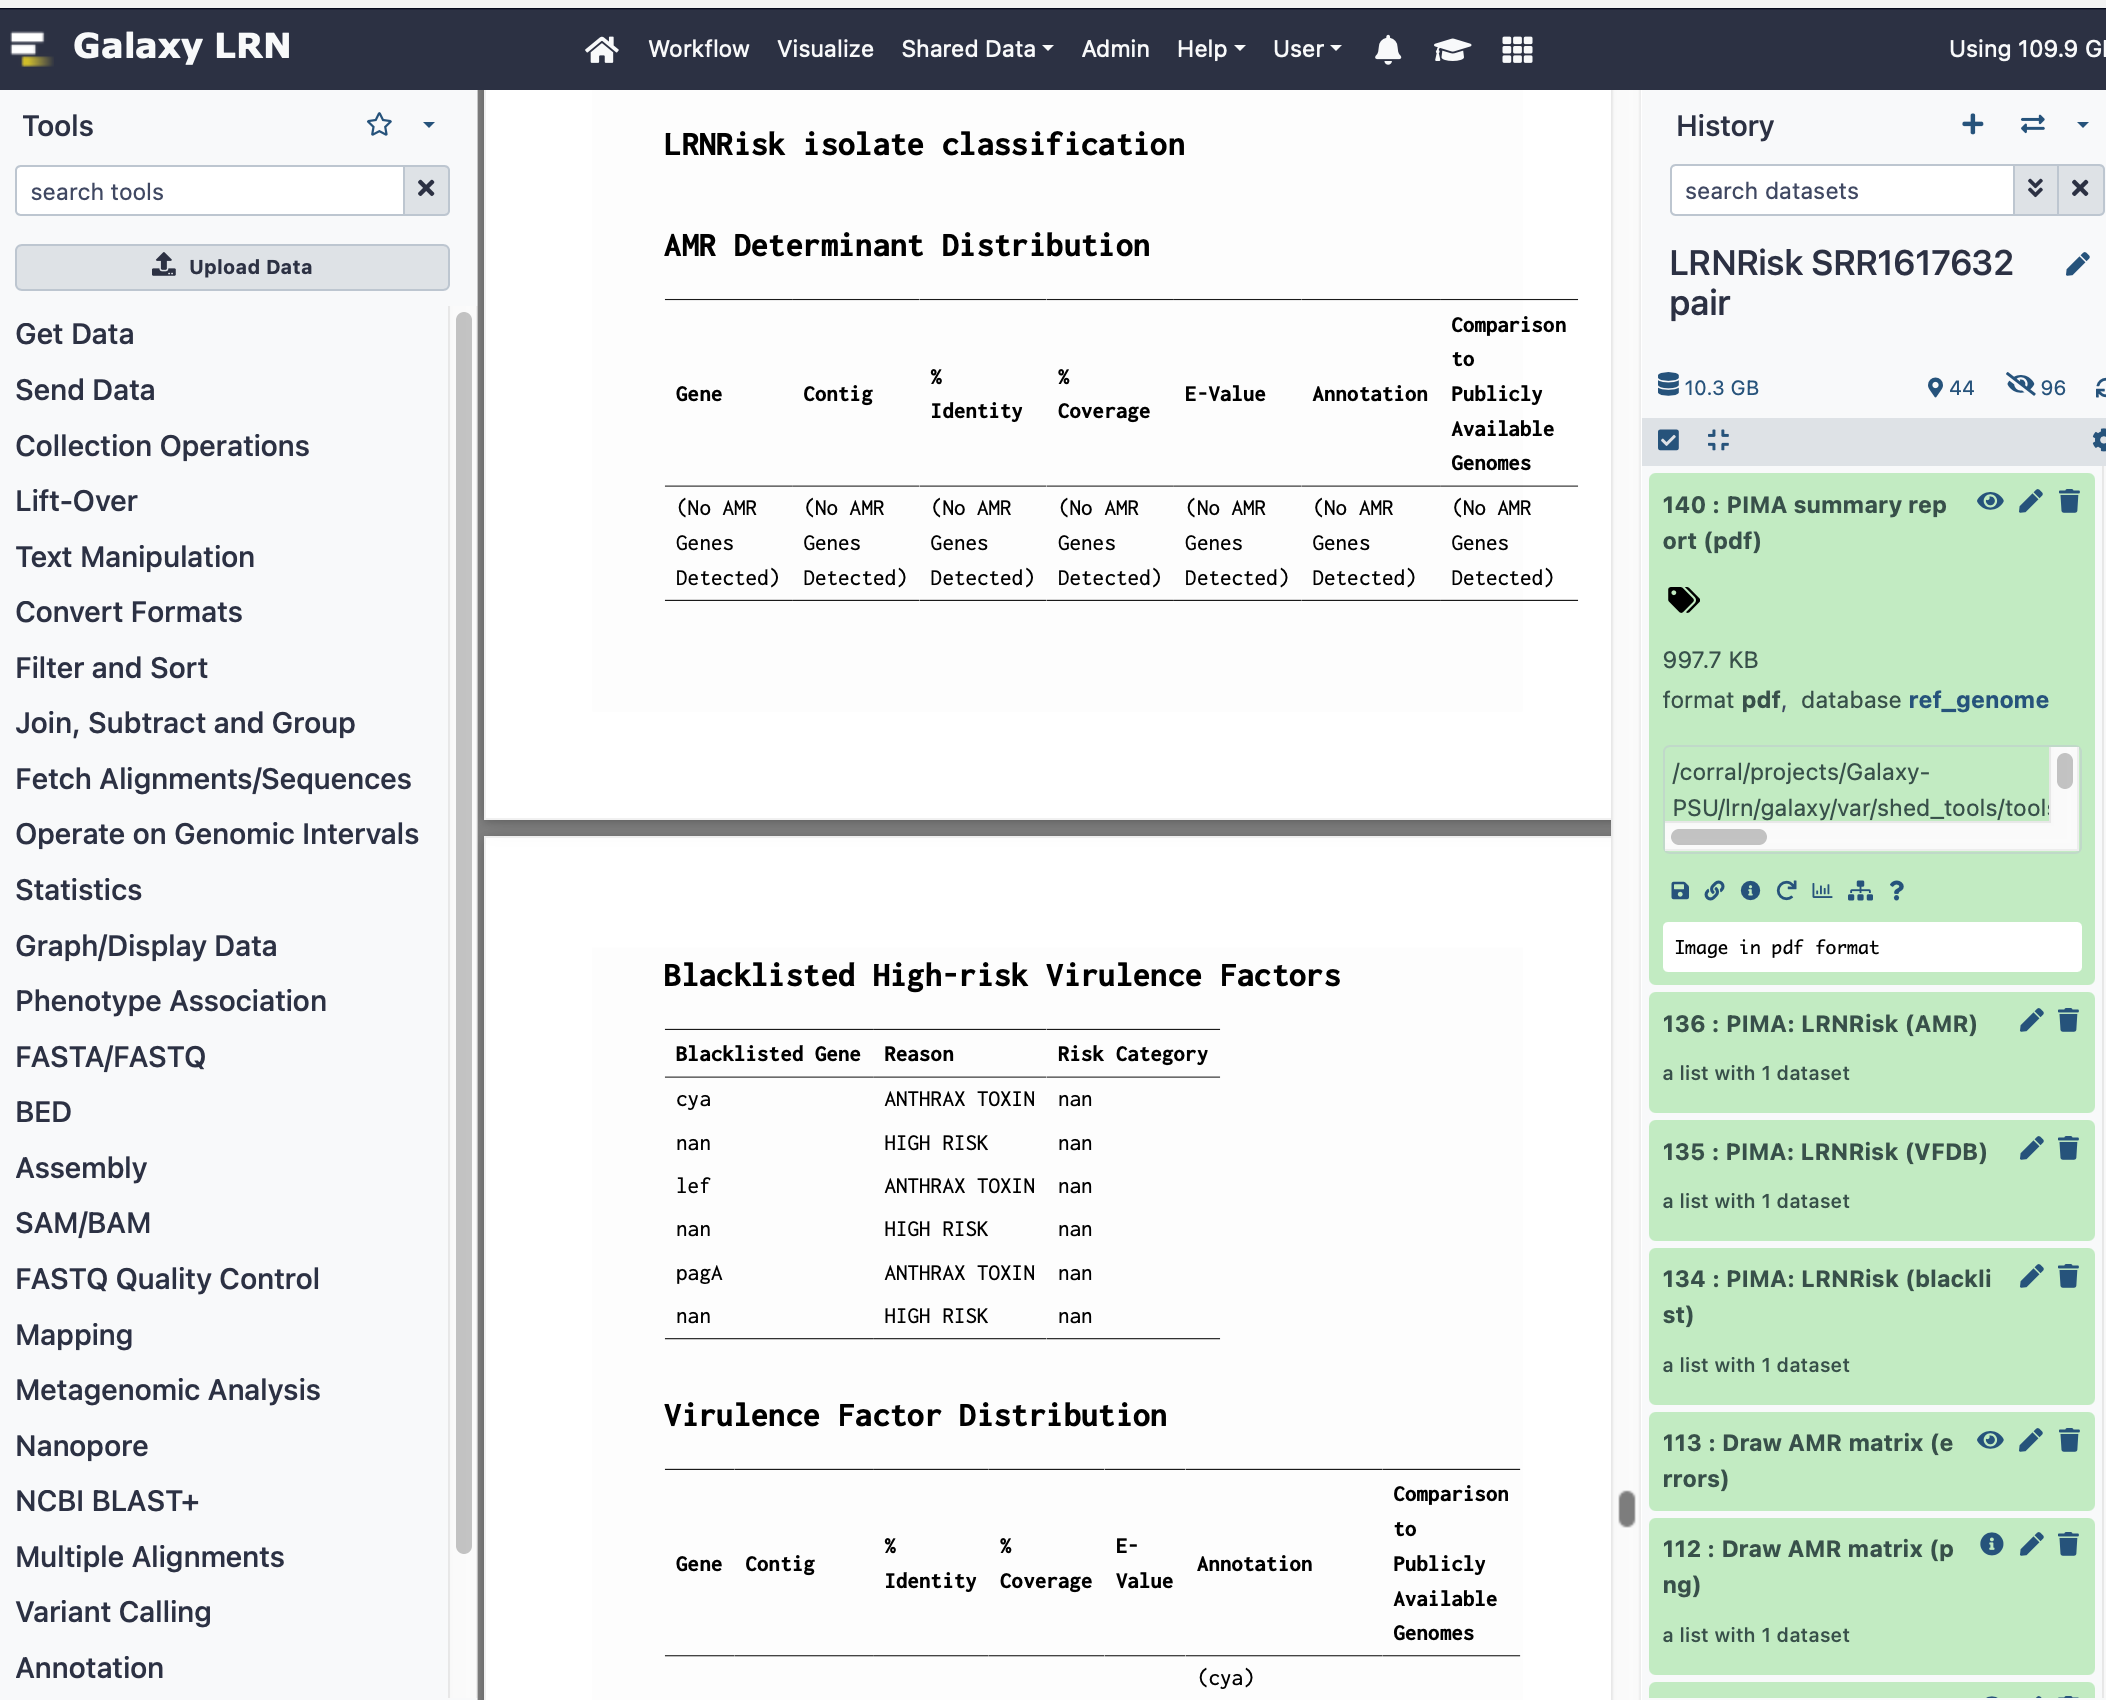 Galaxy LRN
Workflow Visualize Shared Data Admin Help User
Using 109.9 G
Tools
search tools
Upload Data
Get Data
Send Data
Collection Operations
Lift-Over
Text Manipulation
Convert Formats
Filter and Sort
Join, Subtract and Group
Fetch Alignments/Sequences
Operate on Genomic Intervals
Statistics
Graph/Display Data
Phenotype Association
FASTA/FASTQ
BED
Assembly
SAM/BAM
FASTQ Quality Control
Mapping
Metagenomic Analysis
Nanopore
NCBI BLAST+
Multiple Alignments
Variant Calling
Annotation
LRNRisk isolate classification
AMR Determinant Distribution
Gene Contig % Identity % Coverage E-Value Annotation Comparison to Publicly Available Genomes
(No AMR (No AMR (No AMR (No AMR (No AMR (No AMR (No AMR
Genes Genes Genes Genes Genes Genes Genes
Detected) Detected) Detected) Detected) Detected) Detected) Detected)
Blacklisted High-risk Virulence Factors
Blacklisted Gene Reason Risk Category
cya ANTHRAX TOXIN nan
nan HIGH RISK nan
lef ANTHRAX TOXIN nan
nan HIGH RISK nan
pagA ANTHRAX TOXIN nan
nan HIGH RISK nan
Virulence Factor Distribution
Gene Contig % Identity % Coverage E-Value Annotation Comparison to Publicly Available Genomes
(cya)
History
search datasets
LRNRisk SRR1617632
pair
10.3 GB 44 96
140 : PIMA summary rep
ort (pdf)
997.7 KB
format pdf, database ref_genome
/corral/projects/Galaxy-
PSU/lrn/galaxy/var/shed_tools/tool
Image in pdf format
136 : PIMA: LRNRisk (AMR)
a list with 1 dataset
135 : PIMA: LRNRisk (VFDB)
a list with 1 dataset
134 : PIMA: LRNRisk (blackli
st)
a list with 1 dataset
113 : Draw AMR matrix (e
rrors)
112 : Draw AMR matrix (p
ng)
a list with 1 dataset